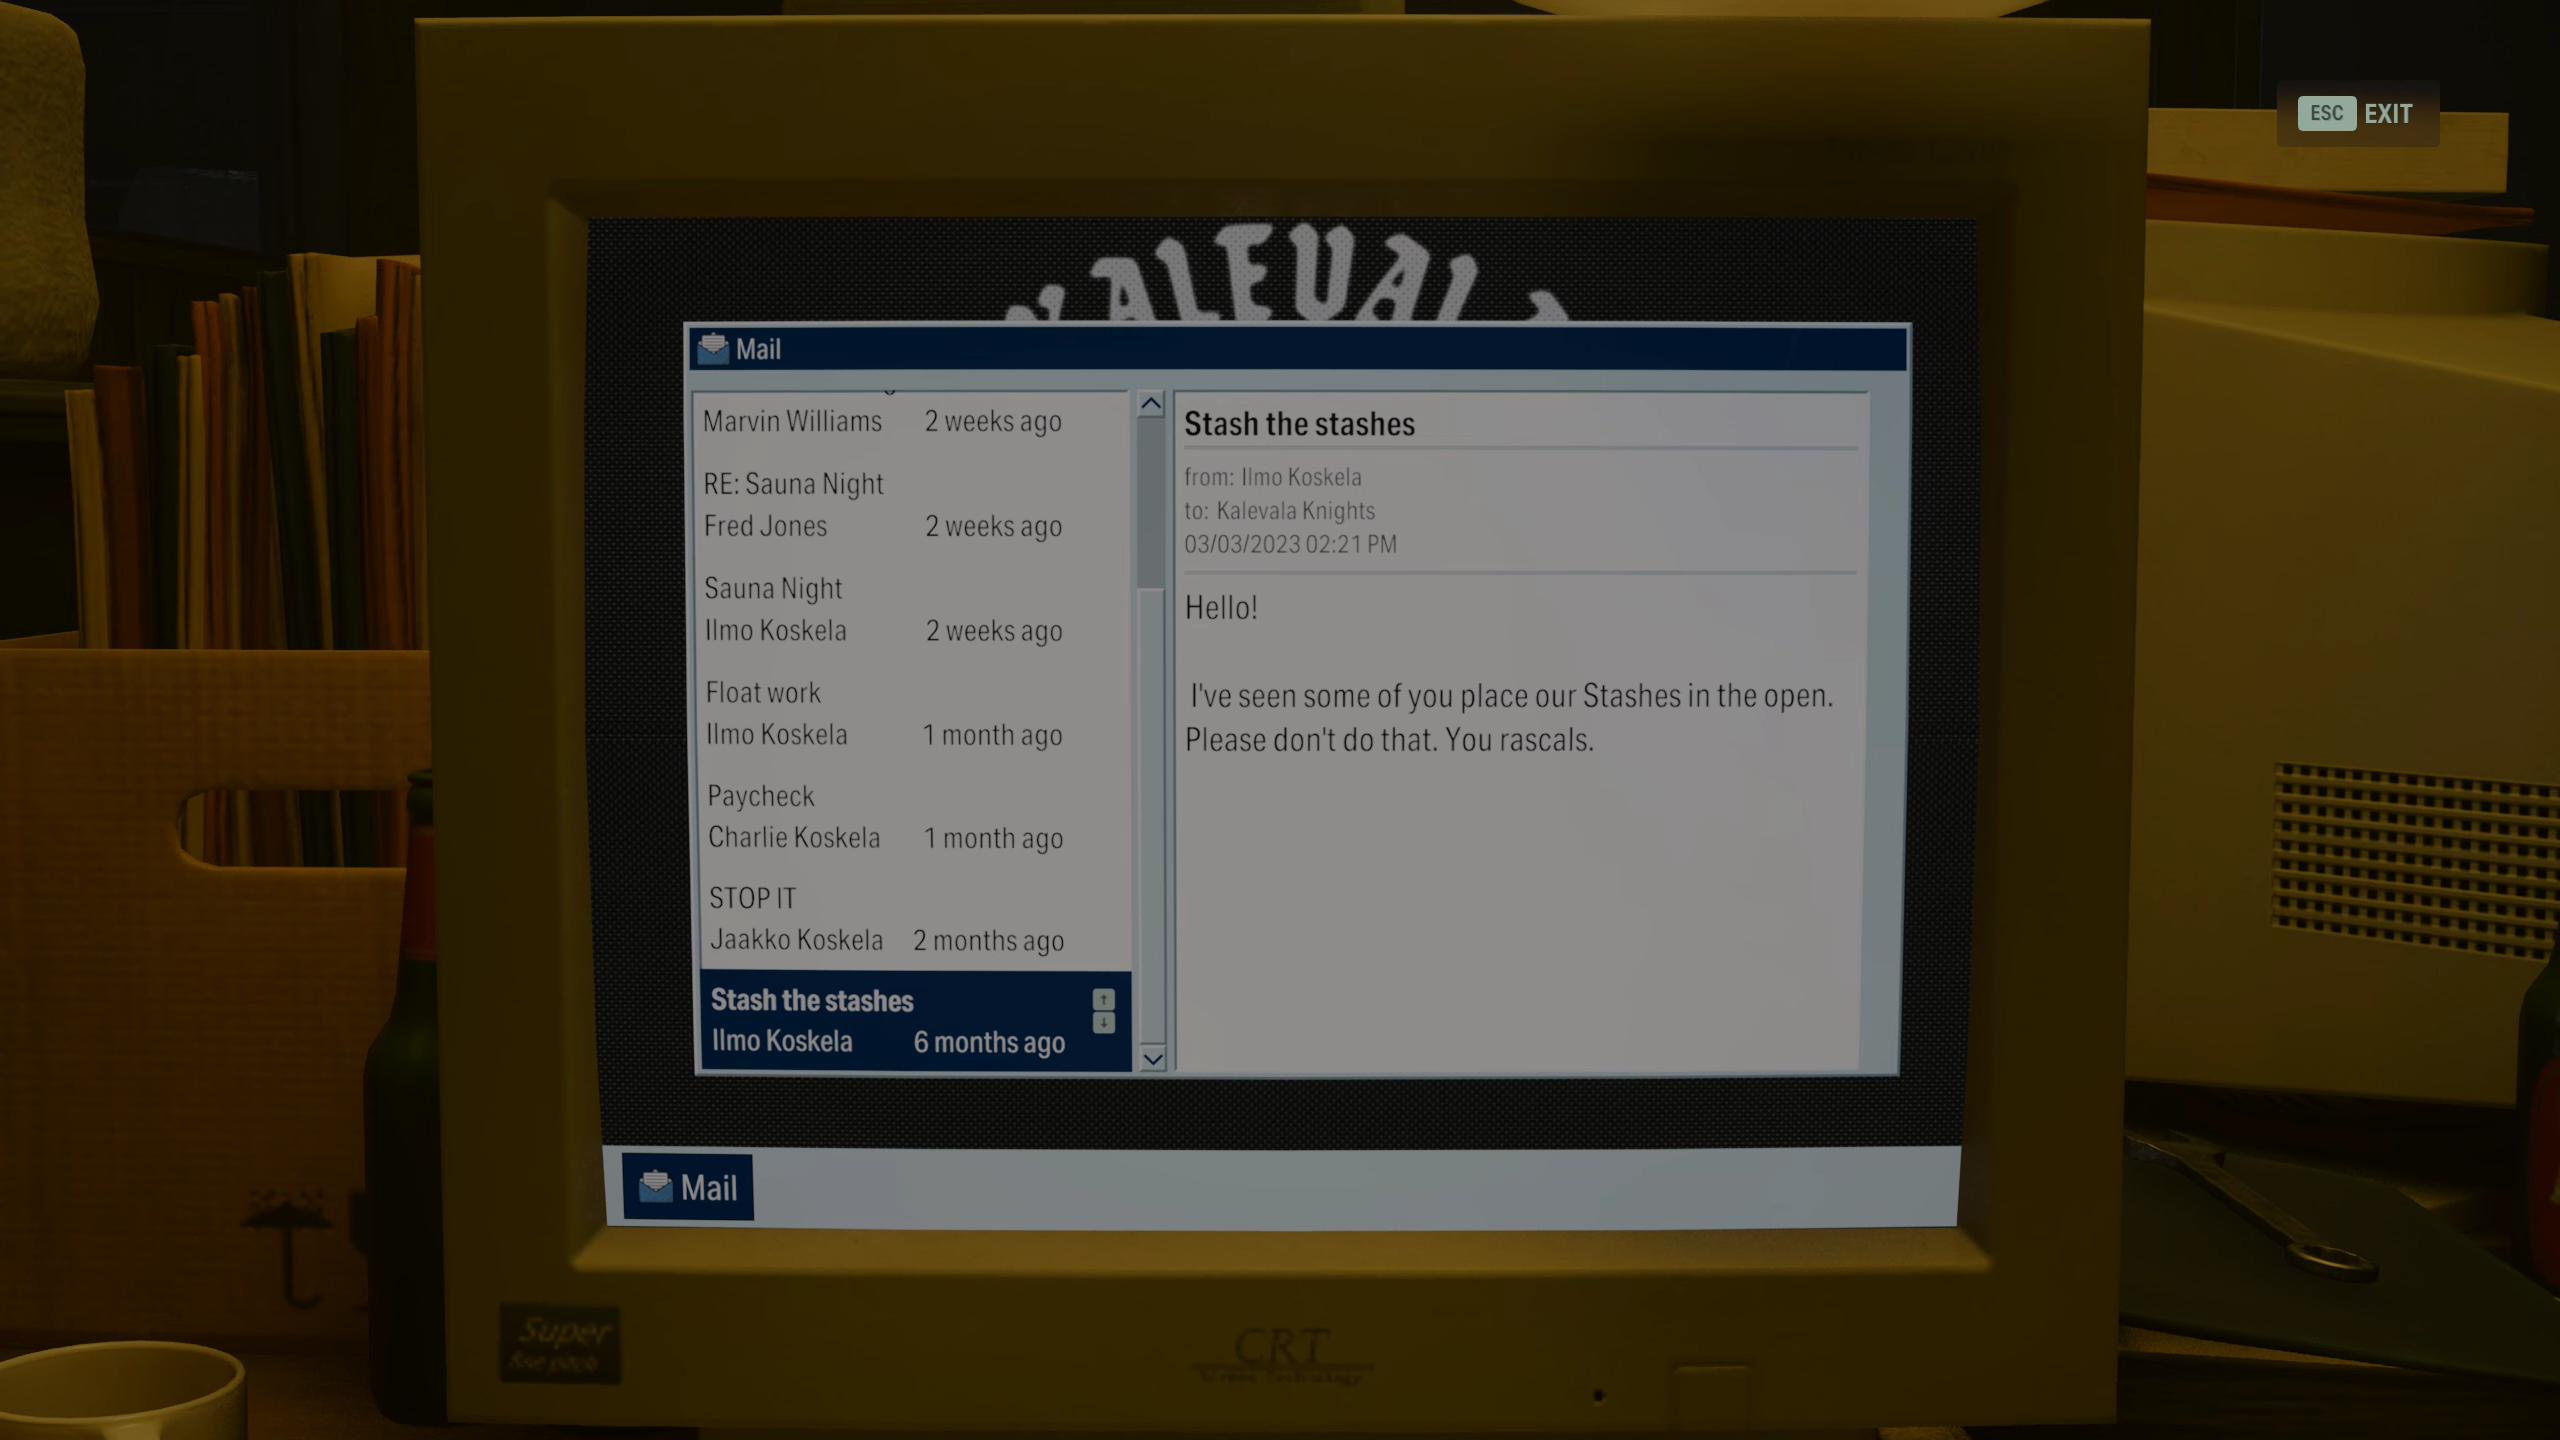 ESC EXIT
KALEVALA
Mail
Marvin Williams 2 weeks ago
RE: Sauna Night
Fred Jones 2 weeks ago
Sauna Night
Ilmo Koskela 2 weeks ago
Float work
Ilmo Koskela 1 month ago
Paycheck
Charlie Koskela 1 month ago
STOP IT
Jaakko Koskela 2 months ago
Stash the stashes
Ilmo Koskela 6 months ago
Stash the stashes
from: Ilmo Koskela
to: Kalevala Knights
03/03/2023 02:21 PM
Hello!
I've seen some of you place our Stashes in the open.
Please don't do that. You rascals.
Mail
Super
CRT